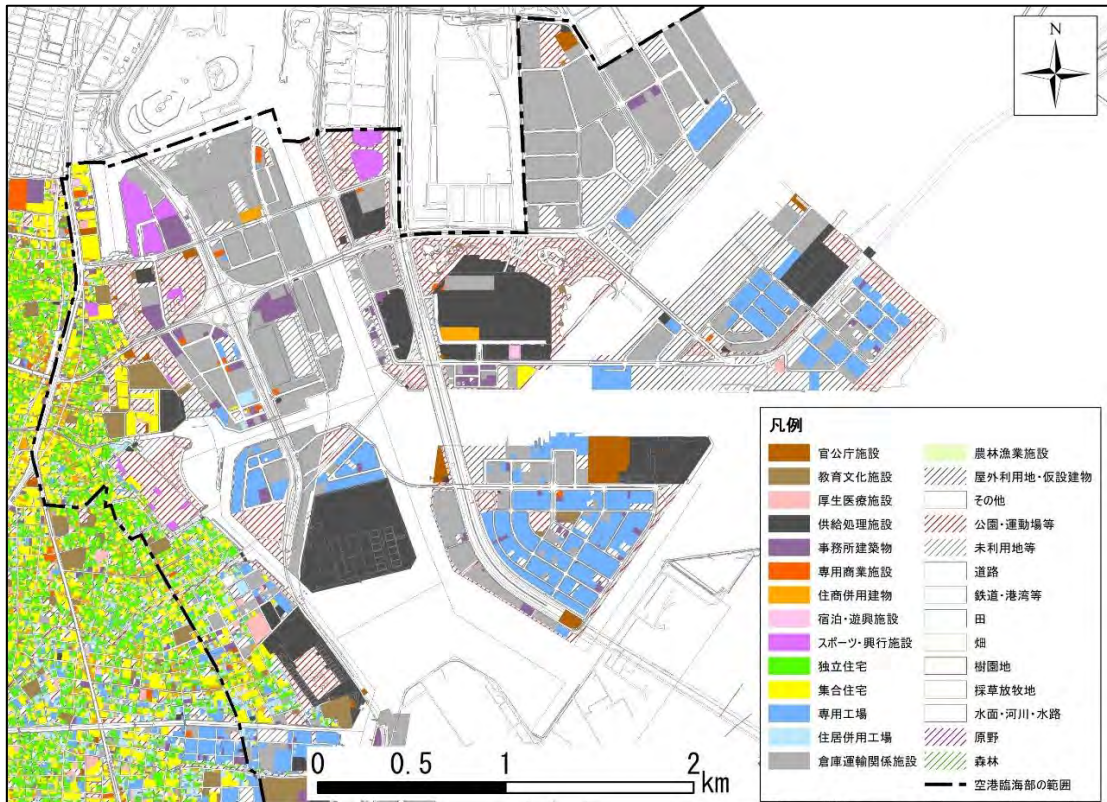 N
凡例
官公庁施設
教育文化施設
厚生医療施設
供給処理施設
事務所建築物
専用商業施設
住商併用建物
宿泊・遊興施設
スポーツ・興行施設
独立住宅
集合住宅
専用工場
住居併用工場
倉庫運輸関係施設
農林漁業施設
屋外利用地・仮設建物
その他
公園・運動場等
未利用地等
道路
鉄道・港湾等
田
畑
樹園地
採草放牧地
水面・河川・水路
原野
森林
空港臨海部の範囲
0 0.5 1 2
km